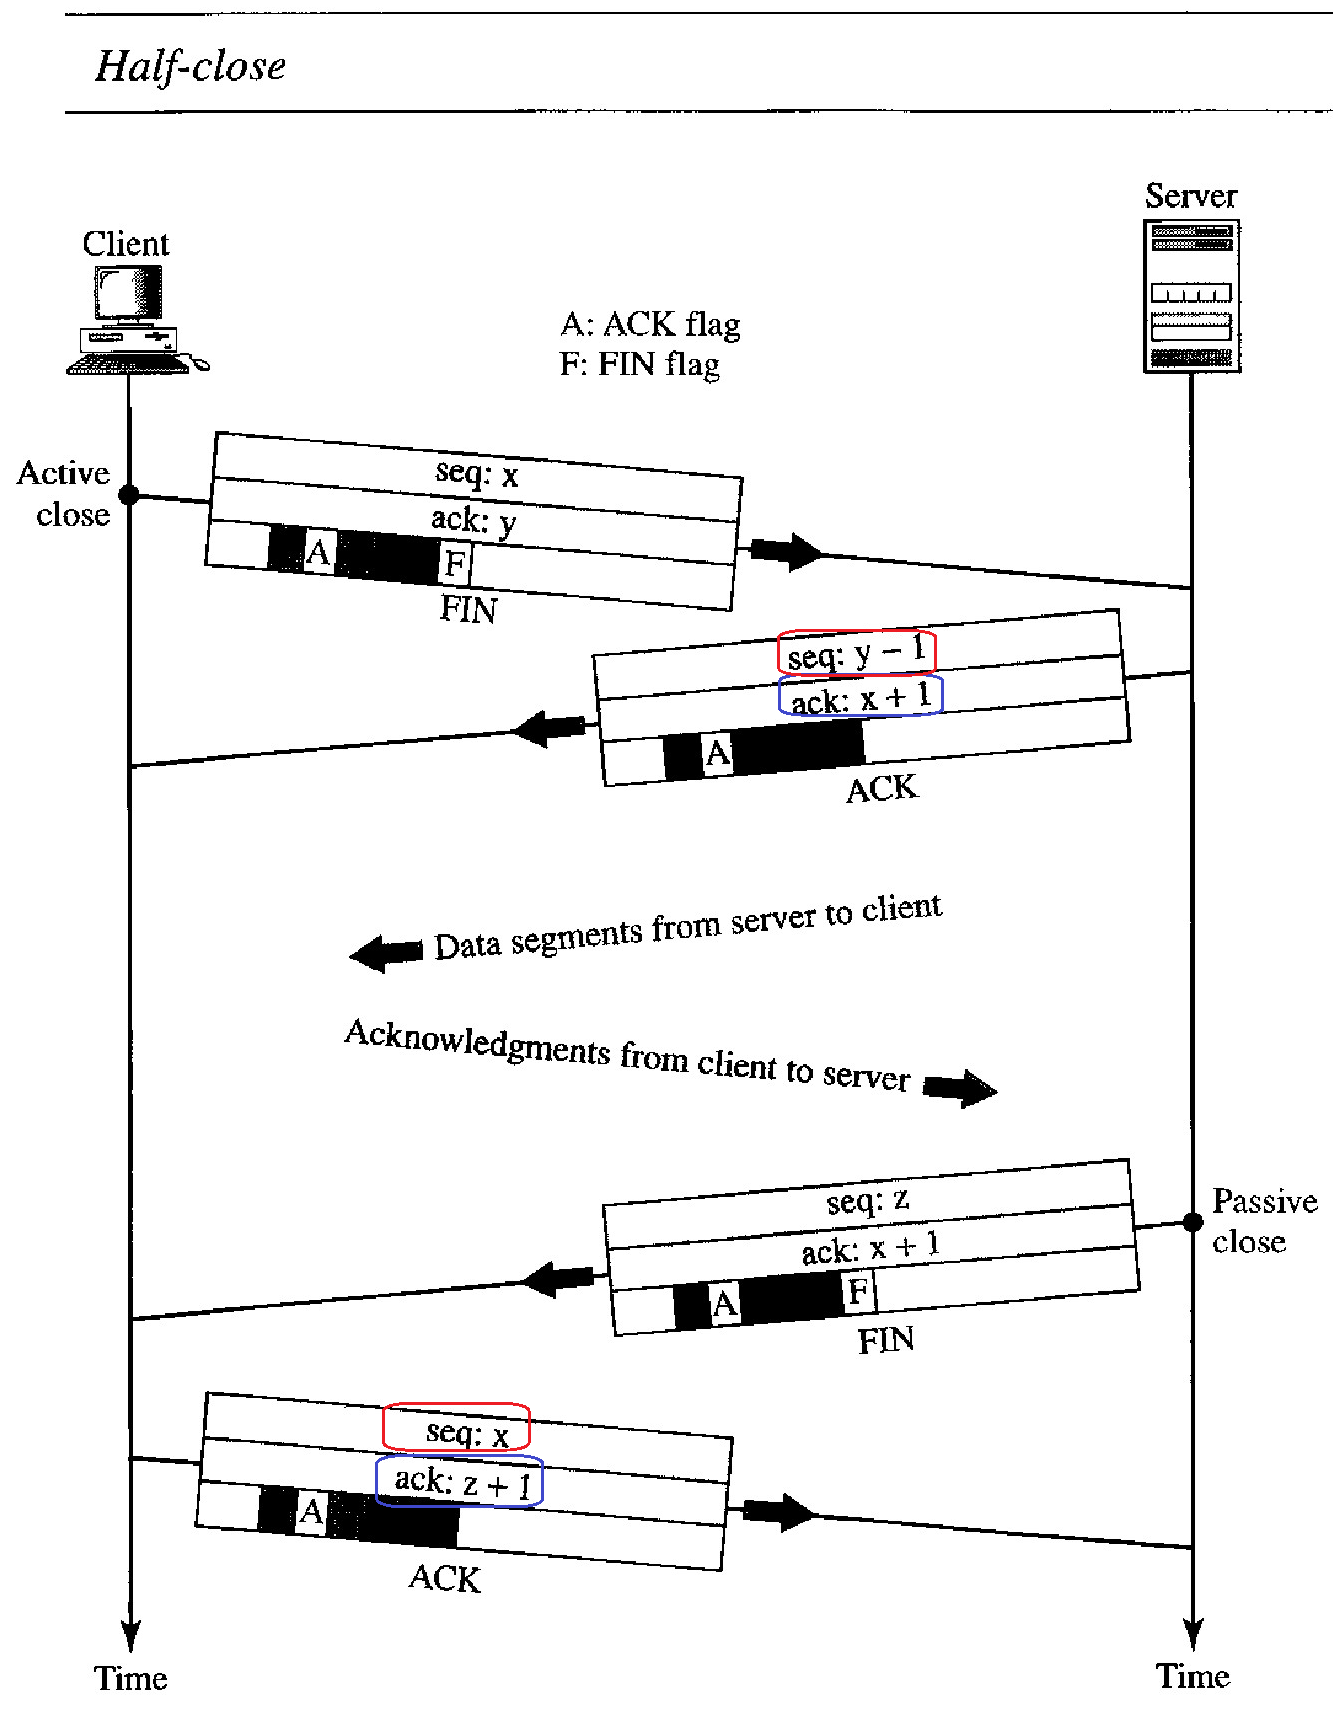 Half-close
Server
Client
A: ACK flag
F: FIN flag
Active
close
seq: x
ack: y
A F
FIN
seq: y − 1
ack: x + 1
A
ACK
Data segments from server to client
Acknowledgments from client to server
seq: z
ack: x + 1
A F
FIN
Passive
close
seq: x
ack: z + 1
A
ACK
Time
Time